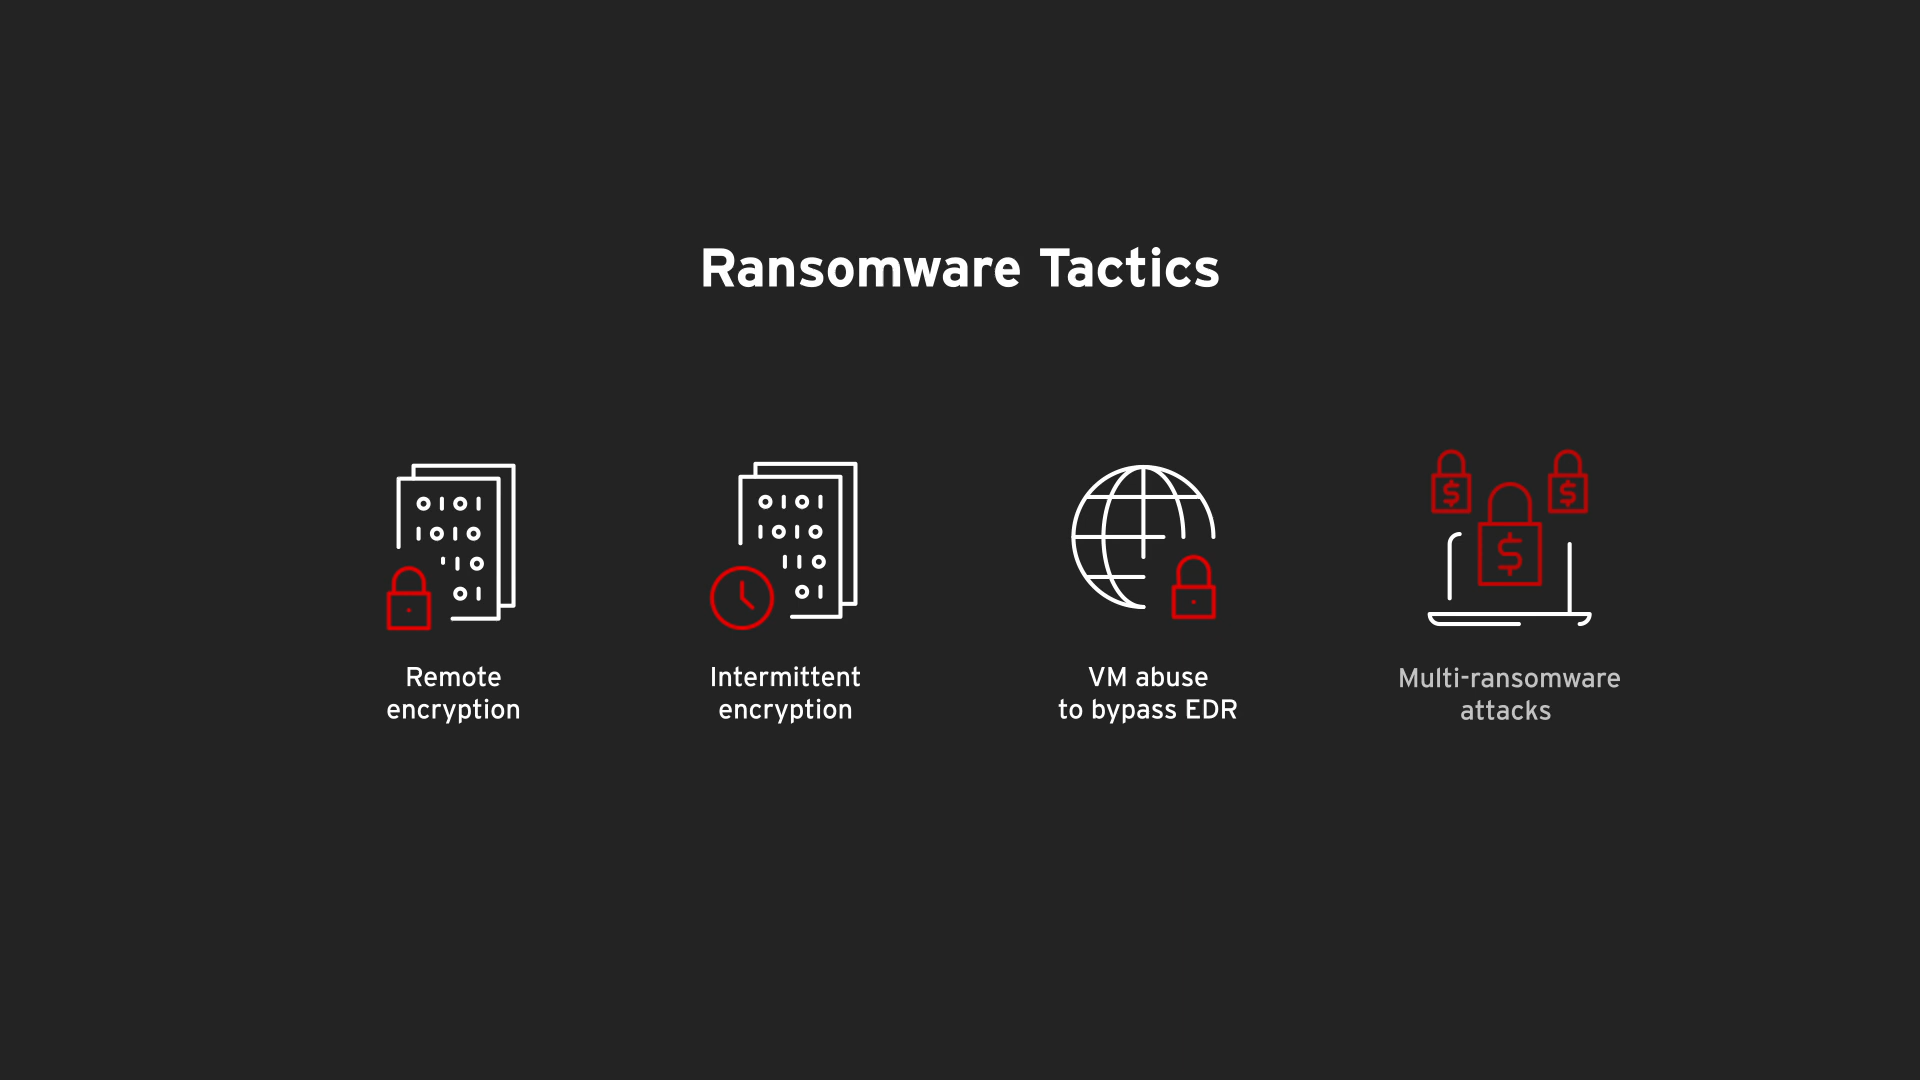 Ransomware Tactics
Remote
encryption
Intermittent
encryption
VM abuse
to bypass EDR
Multi-ransomware
attacks